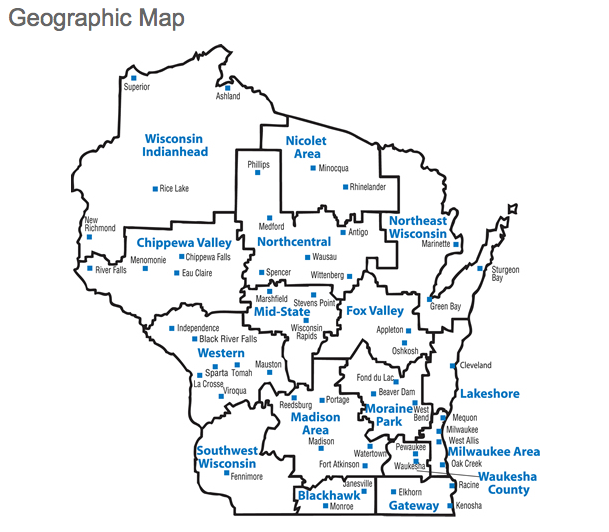 Geographic Map
Superior
Ashland
Wisconsin
Indianhead
Nicolet
Area
Phillips
Minocqua
Rice Lake
Rhinelander
New
Richmond
Medford
Antigo
Northeast
Wisconsin
Marinette
Chippewa Valley
Northcentral
Chippewa Falls
Menomonie
Wausau
River Falls
Eau Claire
Spencer
Wittenberg
Sturgeon
Bay
Marshfield
Stevens Point
Green Bay
Mid-State
Fox Valley
Independence
Wisconsin
Rapids
Appleton
Black River Falls
Oshkosh
Western
Mauston
Cleveland
Sparta
Tomah
La Crosse
Fond du Lac
Viroqua
Beaver Dam
Lakeshore
Reedsburg
Portage
Moraine
Park
West
Bend
Mequon
Madison
Area
Milwaukee
West Allis
Madison
Pewaukee
Southwest
Wisconsin
Watertown
Milwaukee Area
Fort Atkinson
Waukesha
Oak Creek
Fennimore
Waukesha
County
Janesville
Racine
Blackhawk
Elkhorn
Monroe
Gateway
Kenosha